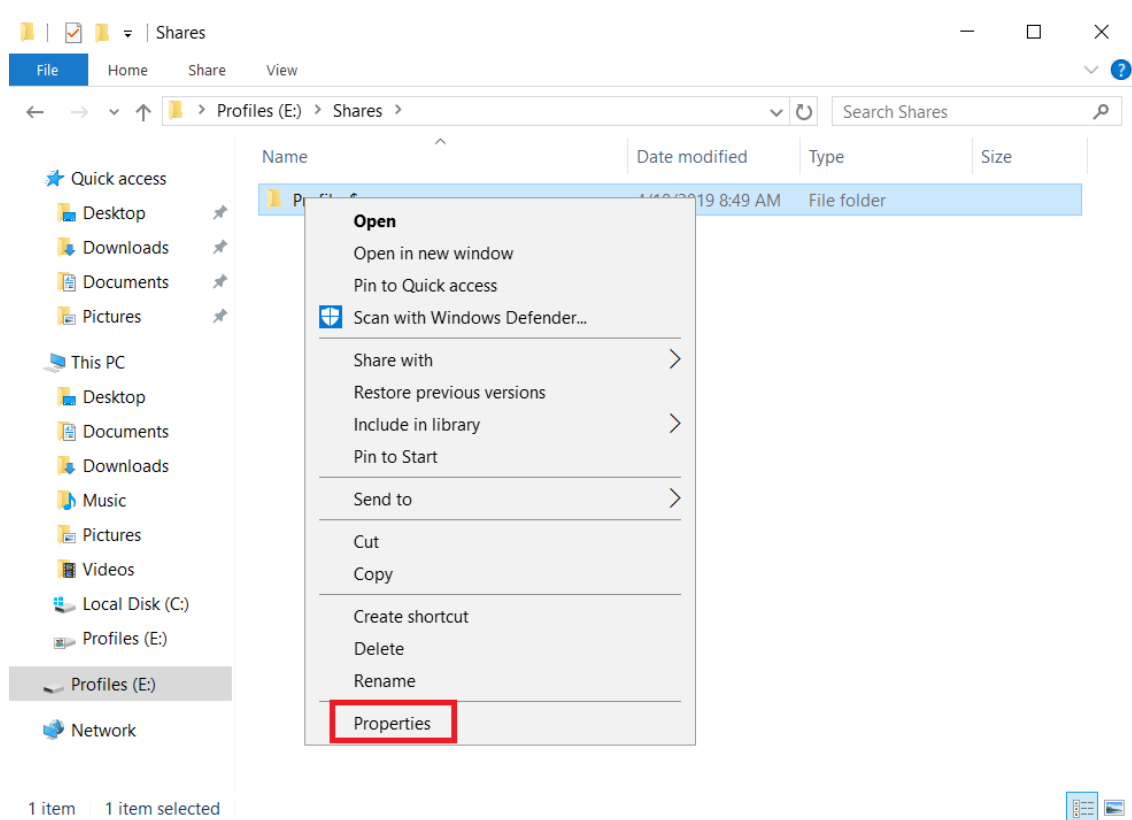 Shares
File Home Share View
Profiles (E:) Shares
Search Shares
Name Date modified Type Size
Quick access
Desktop
Downloads
Documents
Pictures
This PC
Desktop
Documents
Downloads
Music
Pictures
Videos
Local Disk (C:)
Profiles (E:)
Profiles (E:)
Network
8:49 AM File folder
Open
Open in new window
Pin to Quick access
Scan with Windows Defender...
Share with
Restore previous versions
Include in library
Pin to Start
Send to
Cut
Copy
Create shortcut
Delete
Rename
Properties
1 item 1 item selected